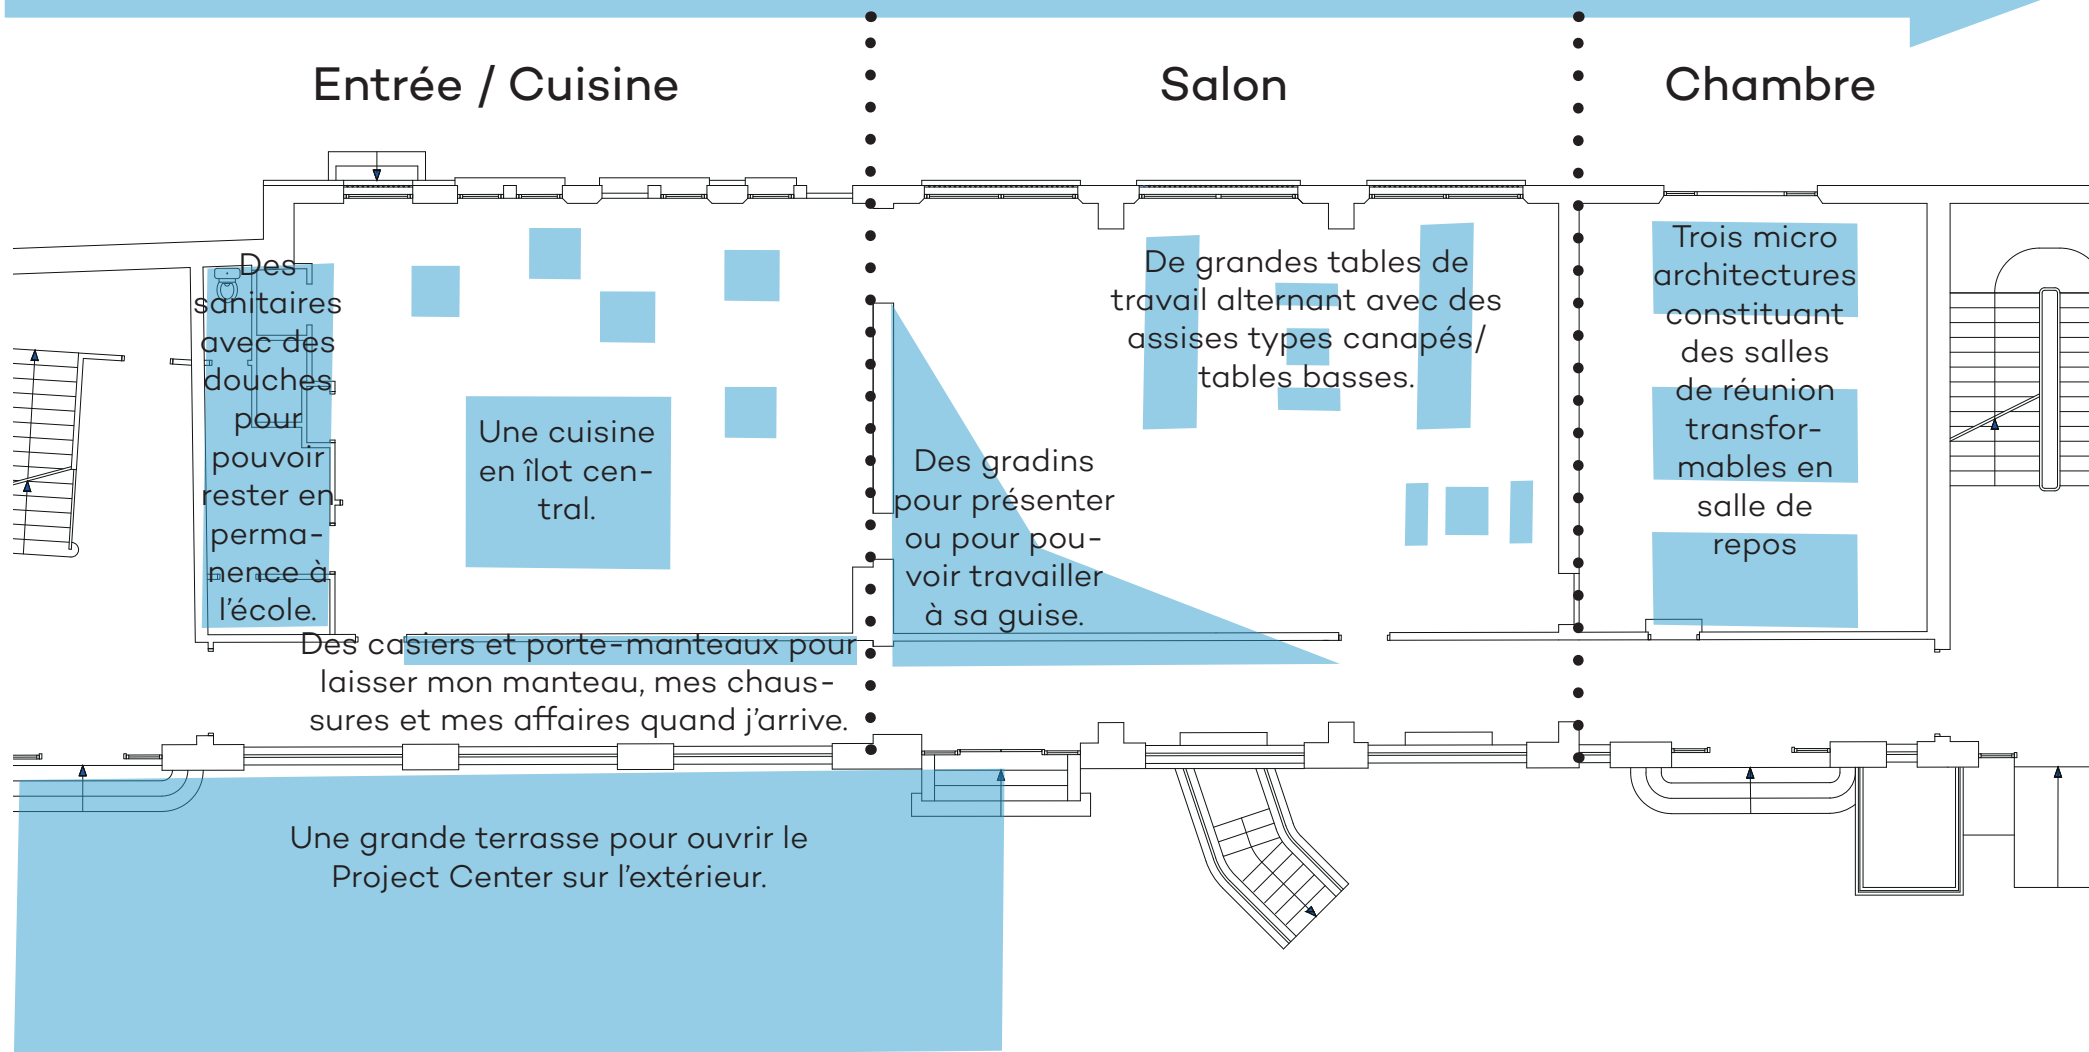 Entrée / Cuisine
Salon
Chambre
Des
sanitaires
avec des
douches
pour
pouvoir
rester en
perma-
nence à
l'école.
Une cuisine
en îlot cen-
tral.
Des casiers et porte-manteaux pour
laisser mon manteau, mes chaus-
sures et mes affaires quand j'arrive.
Des gradins
pour présenter
ou pour pou-
voir travailler
à sa guise.
De grandes tables de
travail alternant avec des
assises types canapés/
tables basses.
Trois micro
architectures
constituant
des salles
de réunion
transfor-
mables en
salle de
repos
Une grande terrasse pour ouvrir le
Project Center sur l'extérieur.